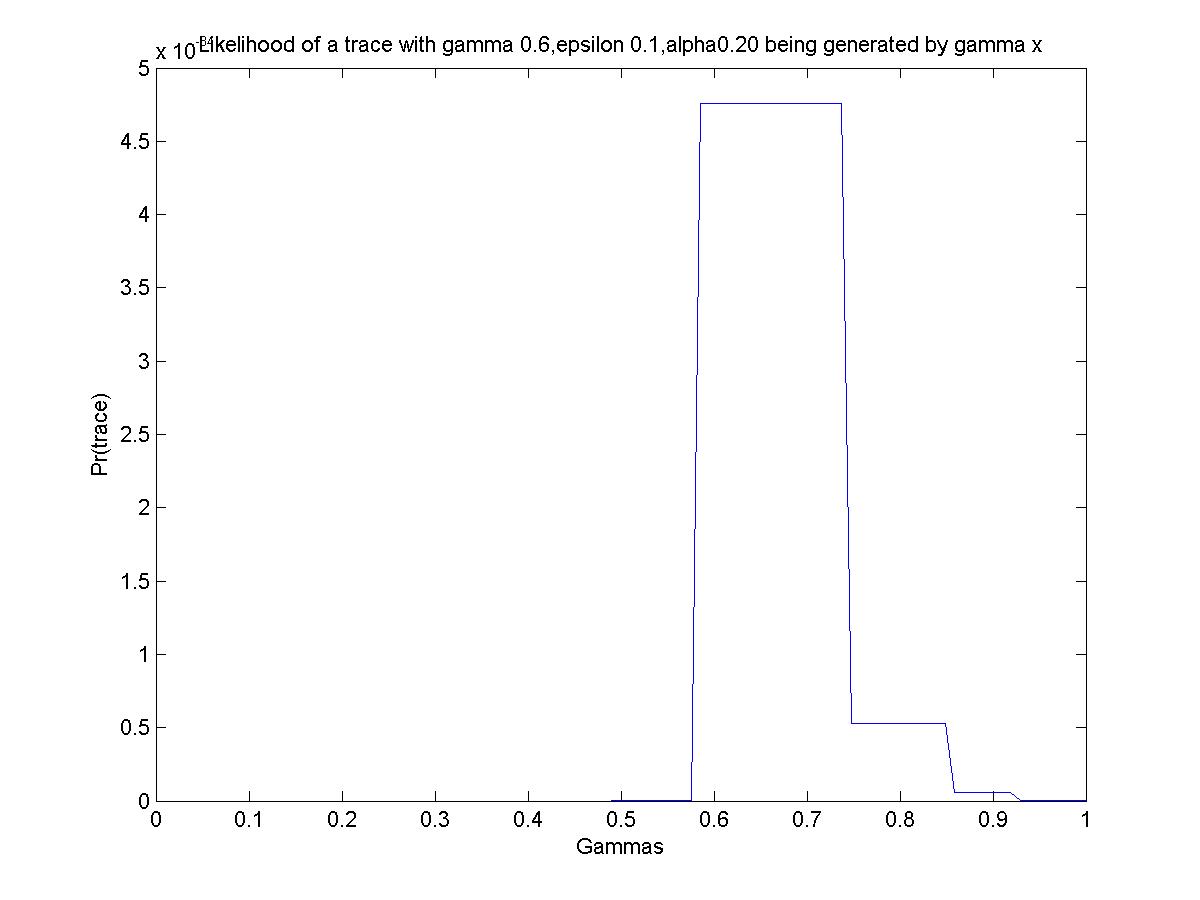 x 10
Likelihood of a trace with gamma 0.6,epsilon 0.1,alpha0.20 being generated by gamma x
5
4.5
4
3.5
3
2.5
2
1.5
1
0.5
0
Pr(trace)
0 0.1 0.2 0.3 0.4 0.5 0.6 0.7 0.8 0.9 1
Gammas